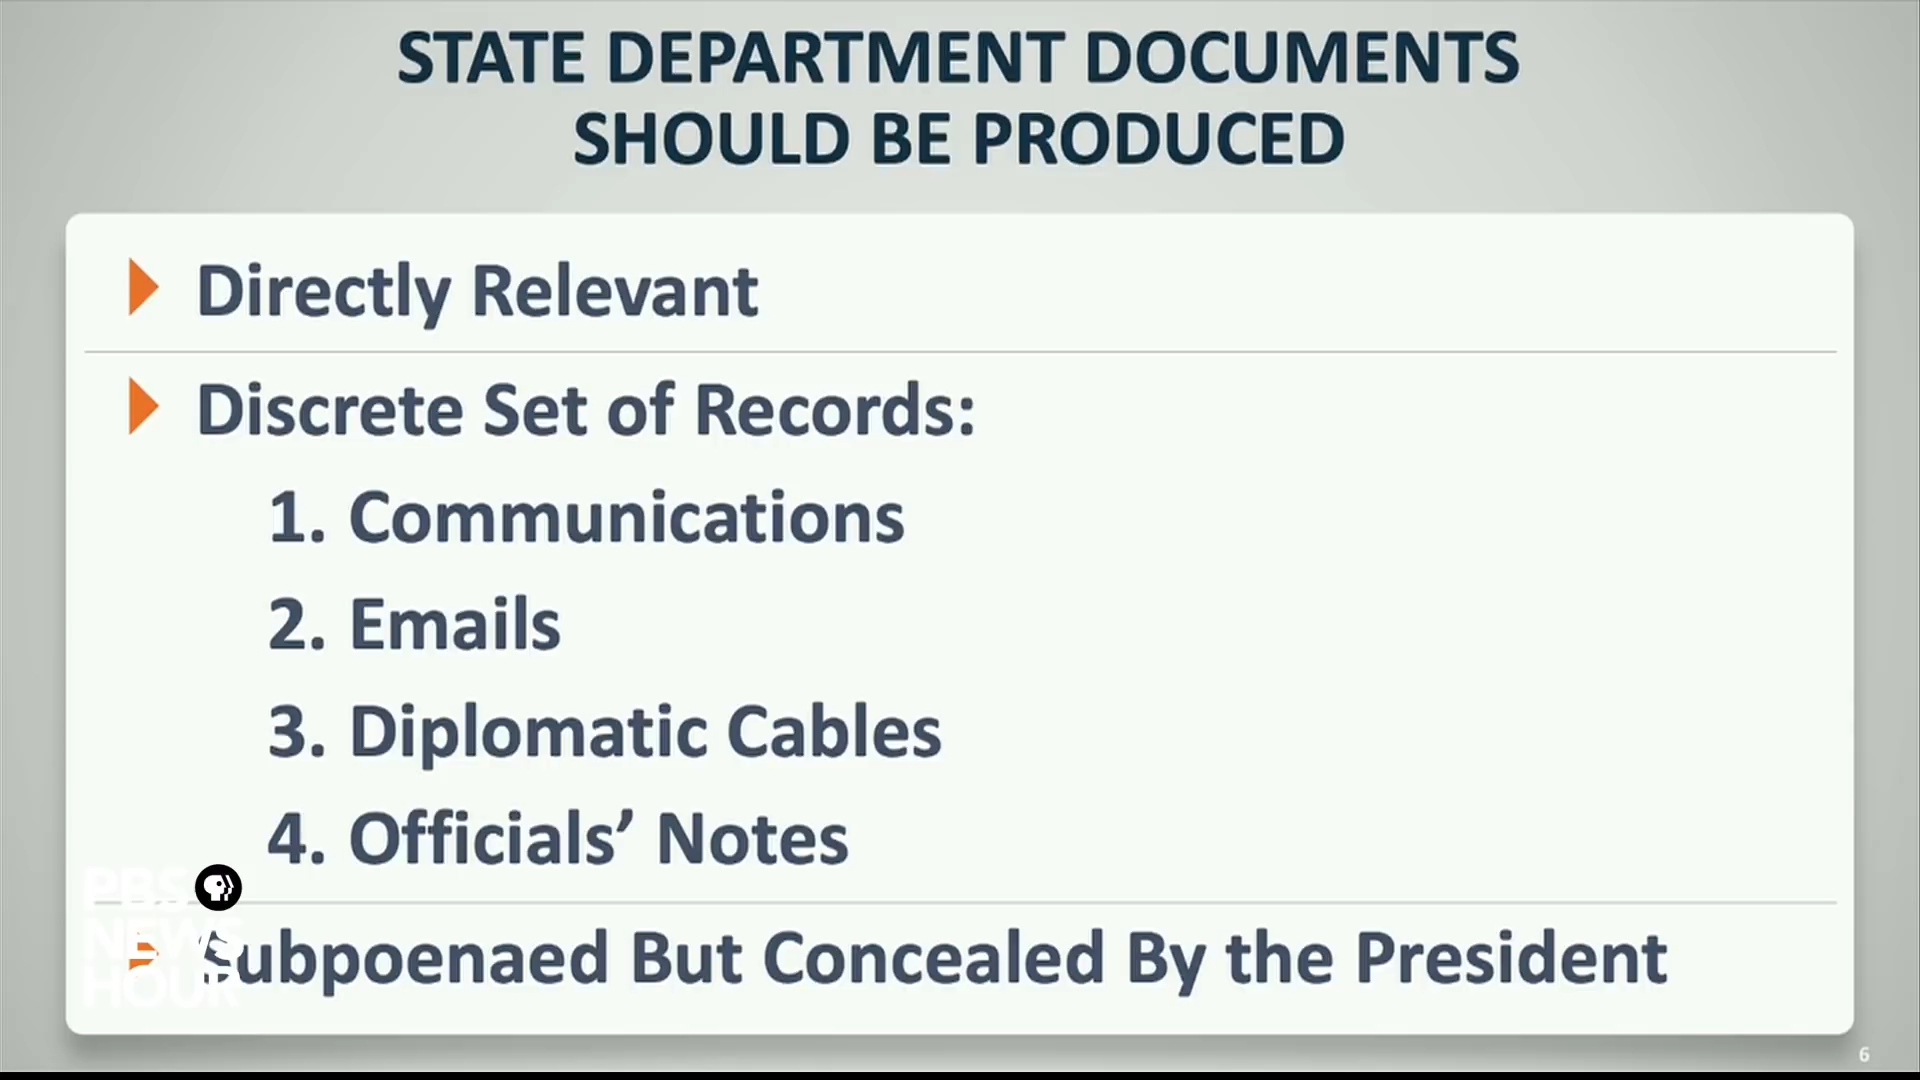 STATE DEPARTMENT DOCUMENTS
SHOULD BE PRODUCED
Directly Relevant
Discrete Set of Records:
1. Communications
2. Emails
3. Diplomatic Cables
4. Officials’ Notes
Subpoenaed But Concealed By the President
PBS
NEWS
HOUR
6